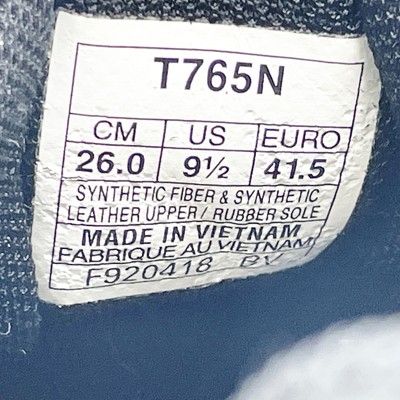 T765N
CM US EURO
26.0 9½ 41.5
SYNTHETIC FIBER & SYNTHETIC
LEATHER UPPER / RUBBER SOLE
MADE IN VIETNAM
FABRIQUE AU VIETNAM
F920418 BV